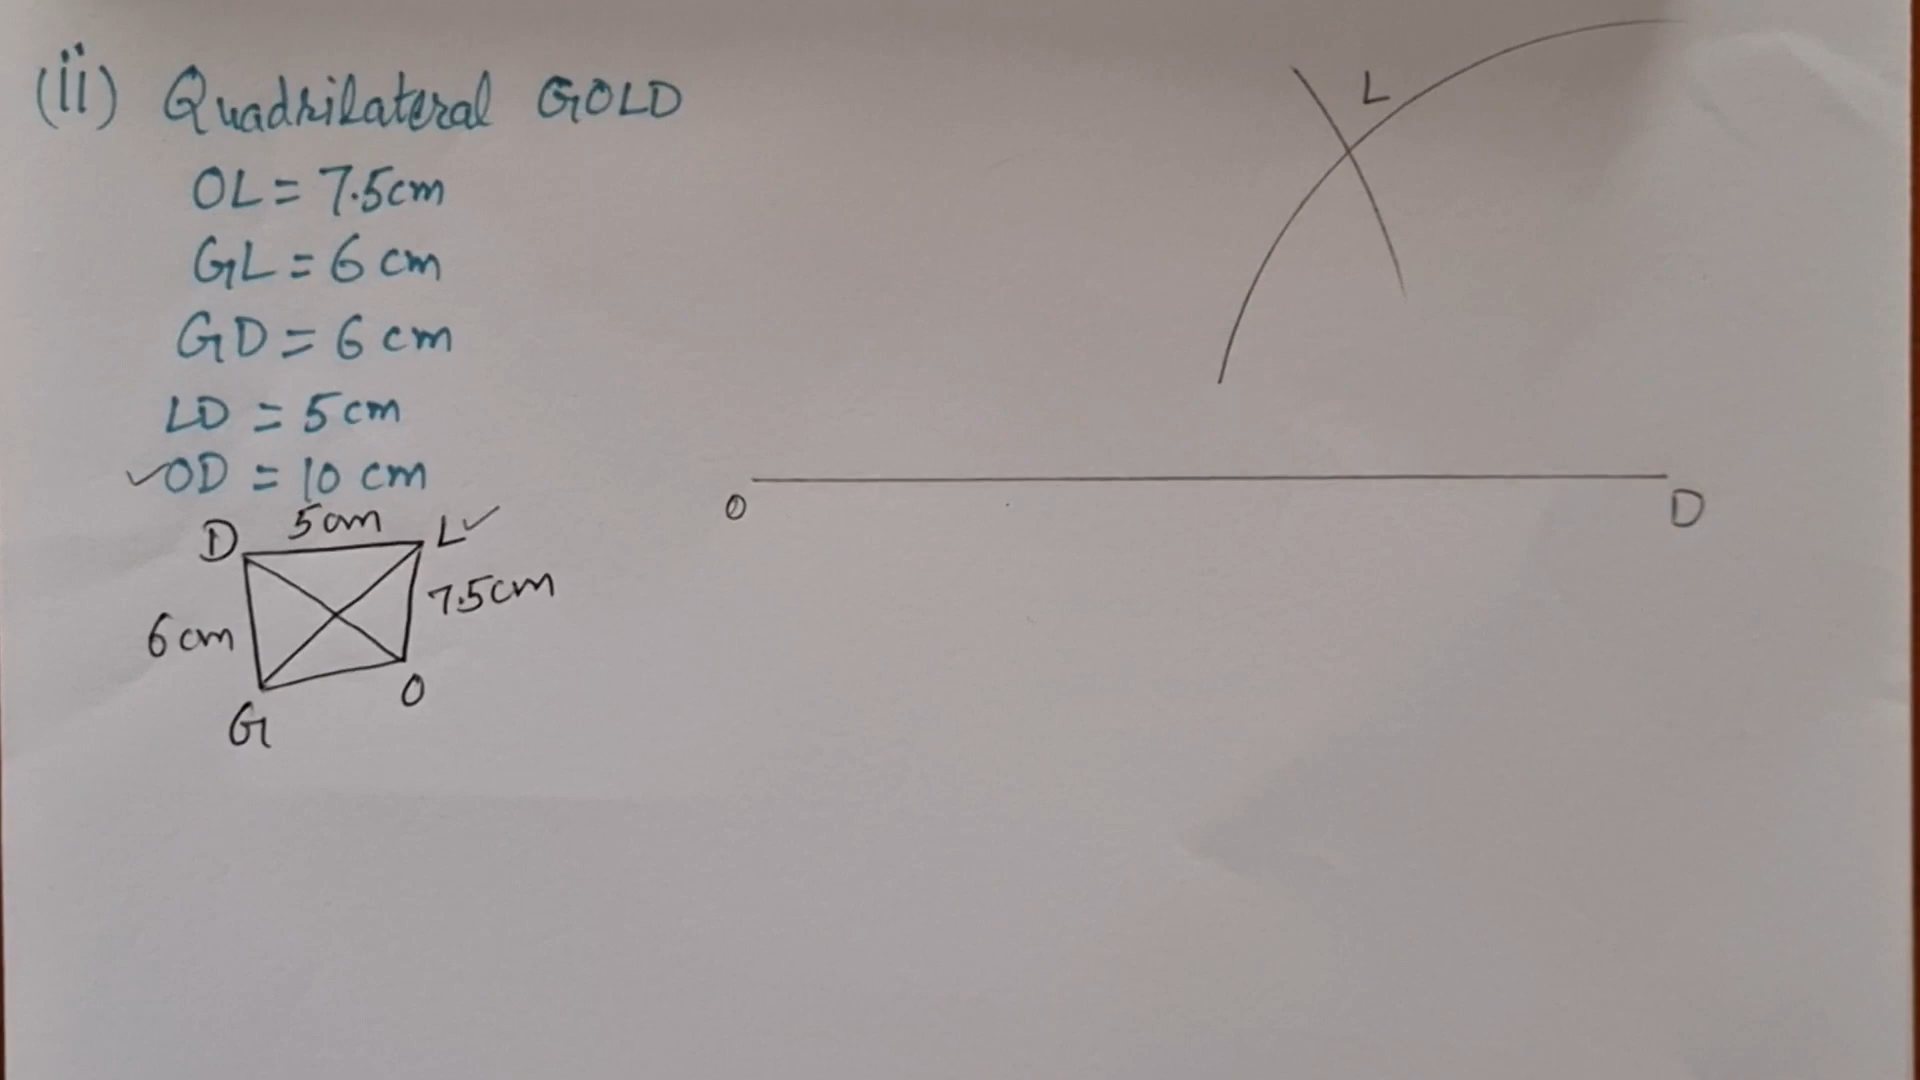 (ii) Quadrilateral GOLD
OL = 7.5cm
GL = 6 cm
GD = 6 cm
LD = 5 cm
✓OD = 10 cm
D 5cm L✓
7.5cm
6cm
G O
L
O D